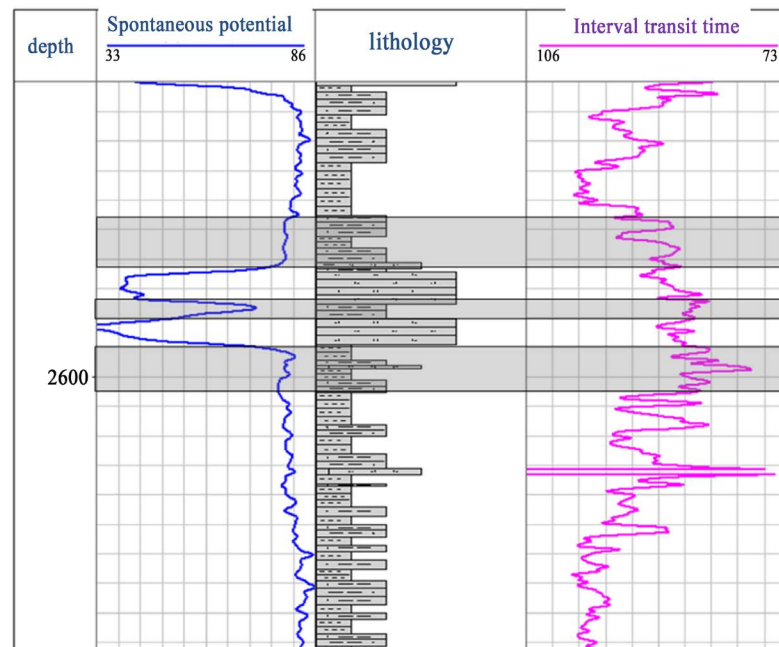 depth
Spontaneous potential
33 86
lithology
Interval transit time
106 73
2600